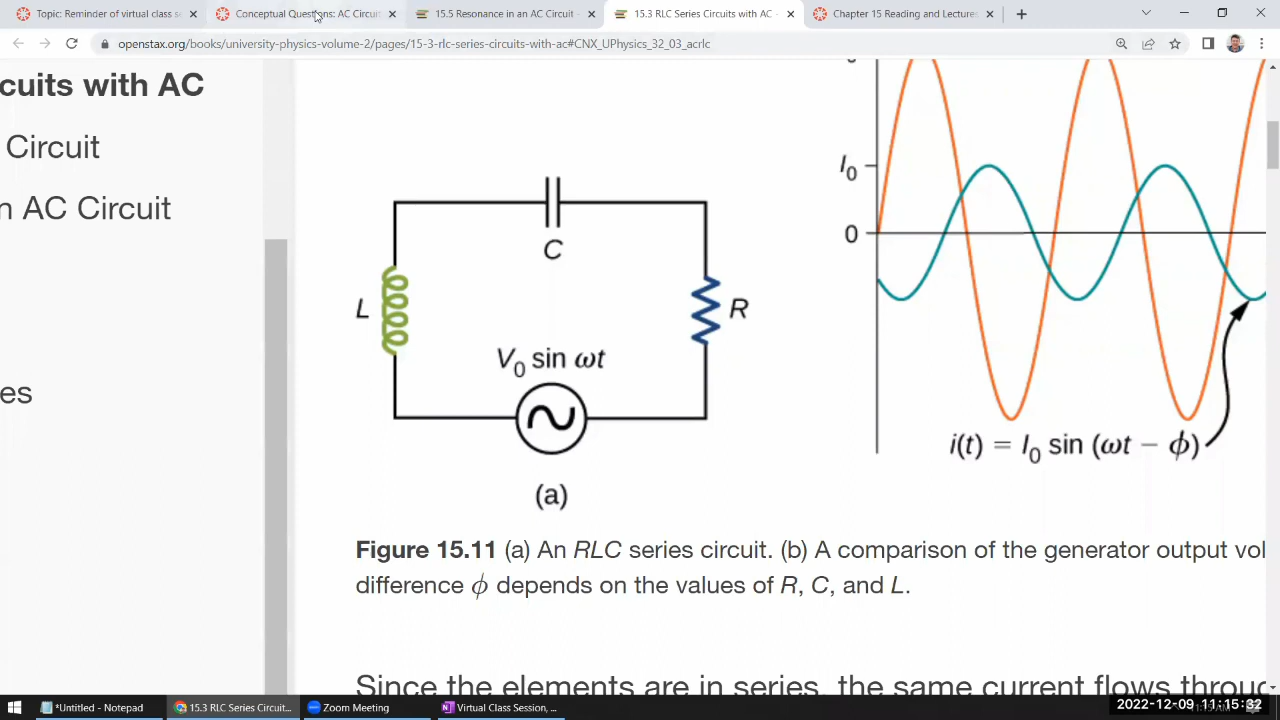 Topic: Reminder of virtual class s
Conceptual Questions: AC Circuit
15.5 Resonance in an AC Circuit -
15.3 RLC Series Circuits with AC -
Chapter 15 Reading and Lecture
openstax.org/books/university-physics-volume-2/pages/15-3-rlc-series-circuits-with-ac#CNX_UPhysics_32_03_acrlc
cuits with AC
Circuit
n AC Circuit
es
C
L
R
V0 sin ωt
(a)
I0
0
i(t) = I0 sin (ωt − ϕ)
Figure 15.11 (a) An RLC series circuit. (b) A comparison of the generator output vol
difference ϕ depends on the values of R, C, and L.
Since the elements are in series, the same current flows throug
*Untitled - Notepad
15.3 RLC Series Circuit...
Zoom Meeting
Virtual Class Session, ...
2022-12-09 11:15:32